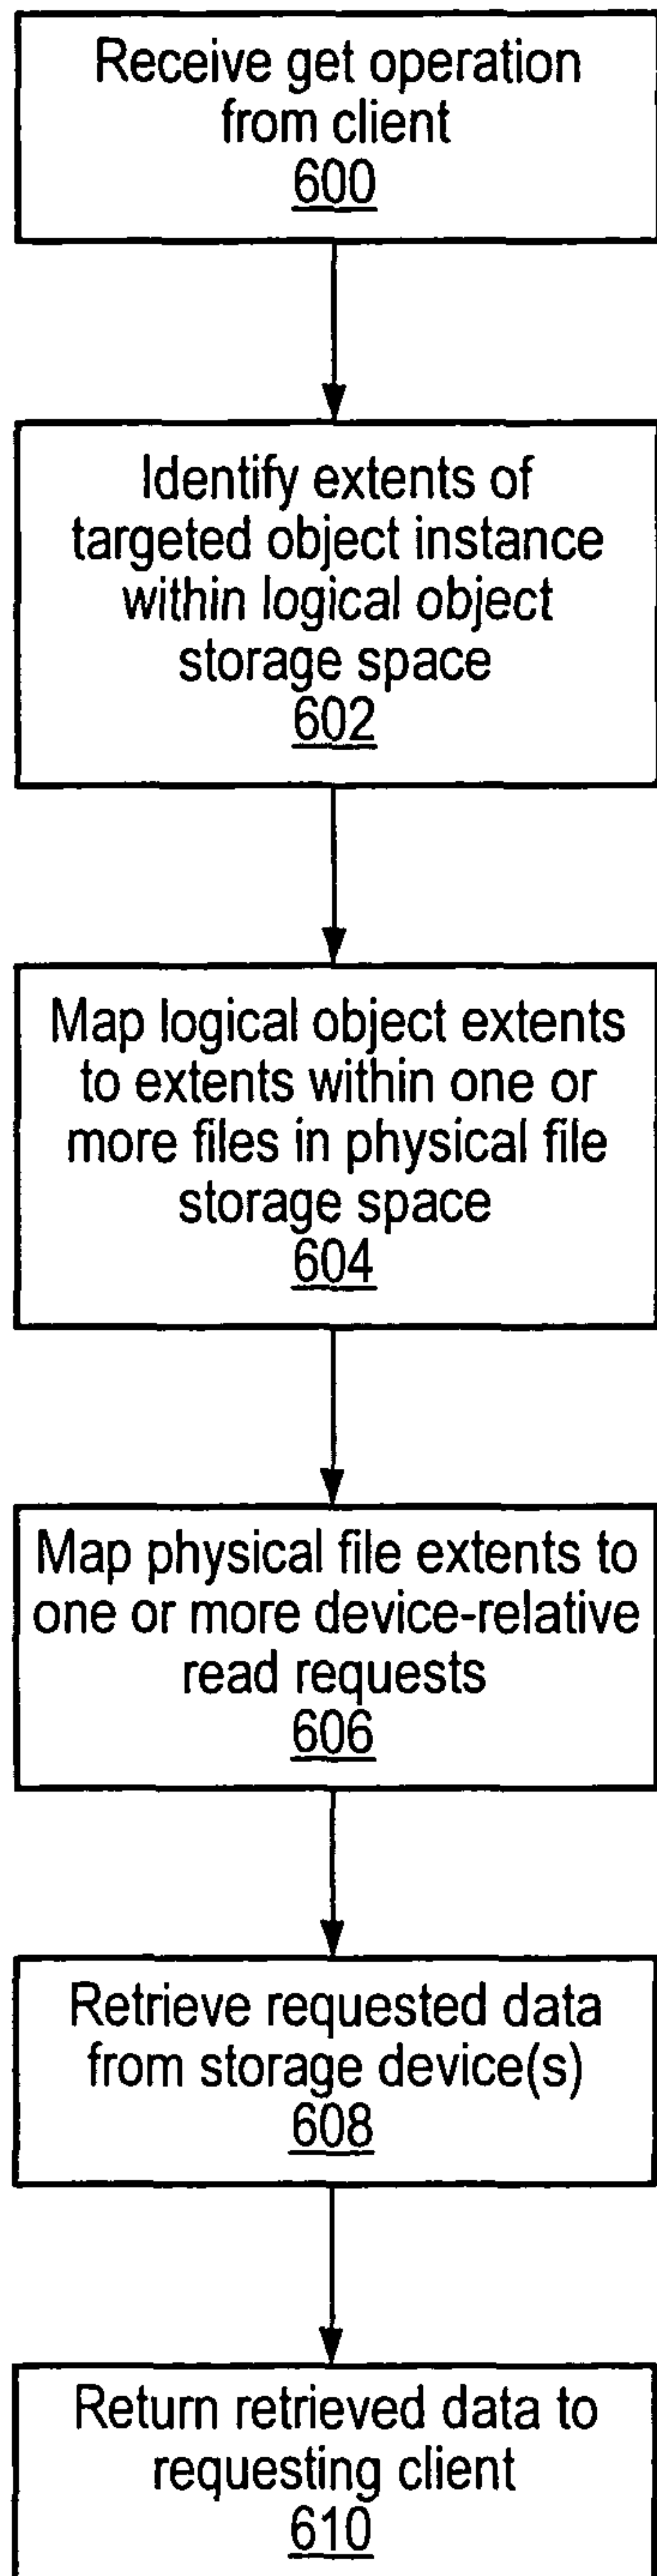 Receive get operation
from client
600
Identify extents of
targeted object instance
within logical object
storage space
602
Map logical object extents
to extents within one or
more files in physical file
storage space
604
Map physical file extents to
one or more device-relative
read requests
606
Retrieve requested data
from storage device(s)
608
Return retrieved data to
requesting client
610